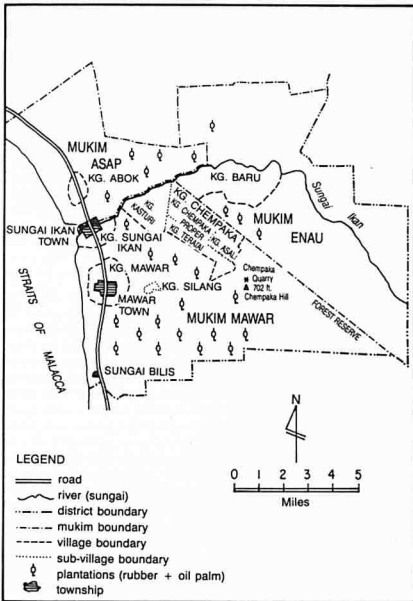 MUKIM
ASAP
KG. ABOK
KG. BARU
Sungai
Ikan
KG.
KASTURI
KG. CHEMPAKA
KG. CHEMPAKA
PROPER
KG. ASALI
KG. TERAIN
MUKIM
ENAU
SUNGAI IKAN
TOWN
KG. SUNGAI
IKAN
KG. MAWAR
KG. SILANG
MAWAR
TOWN
Chempaka
Quarry
702 ft.
Chempaka Hill
MUKIM MAWAR
FOREST RESERVE
STRAITS OF MALACCA
SUNGAI BILIS
N
0 1 2 3 4 5
Miles
LEGEND
road
river (sungai)
district boundary
mukim boundary
village boundary
sub-village boundary
plantations (rubber + oil palm)
township